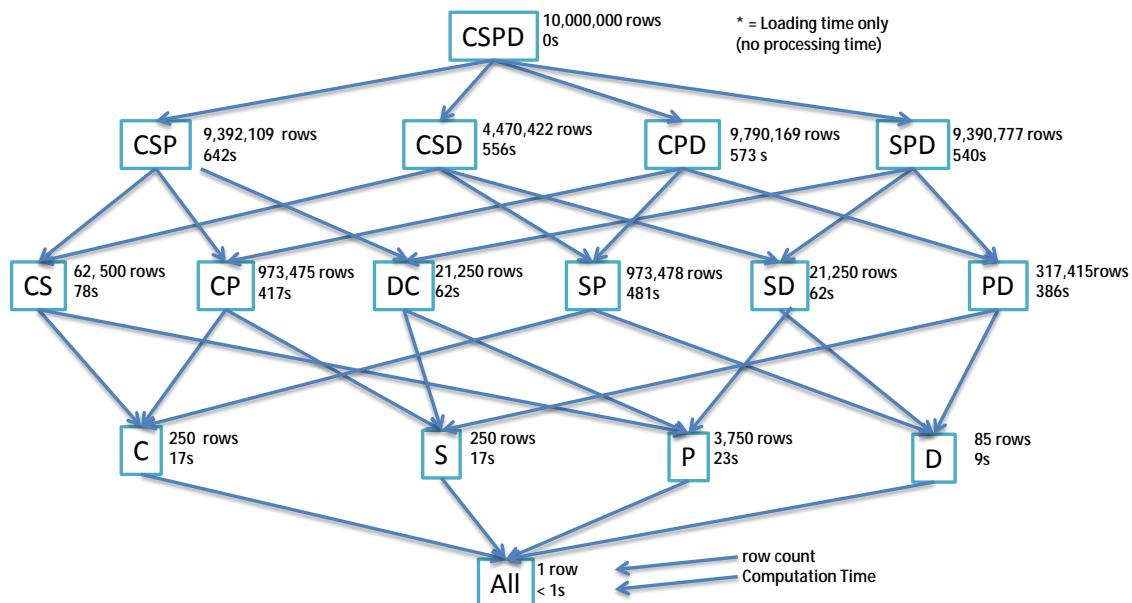 CSPD
10,000,000 rows
0s
* = Loading time only
(no processing time)
CSP
9,392,109 rows
642s
CSD
4,470,422 rows
556s
CPD
9,790,169 rows
573 s
SPD
9,390,777 rows
540s
CS
62, 500 rows
78s
CP
973,475 rows
417s
DC
21,250 rows
62s
SP
973,478 rows
481s
SD
21,250 rows
62s
PD
317,415rows
386s
C
250 rows
17s
S
250 rows
17s
P
3,750 rows
23s
D
85 rows
9s
All
1 row
< 1s
row count
Computation Time